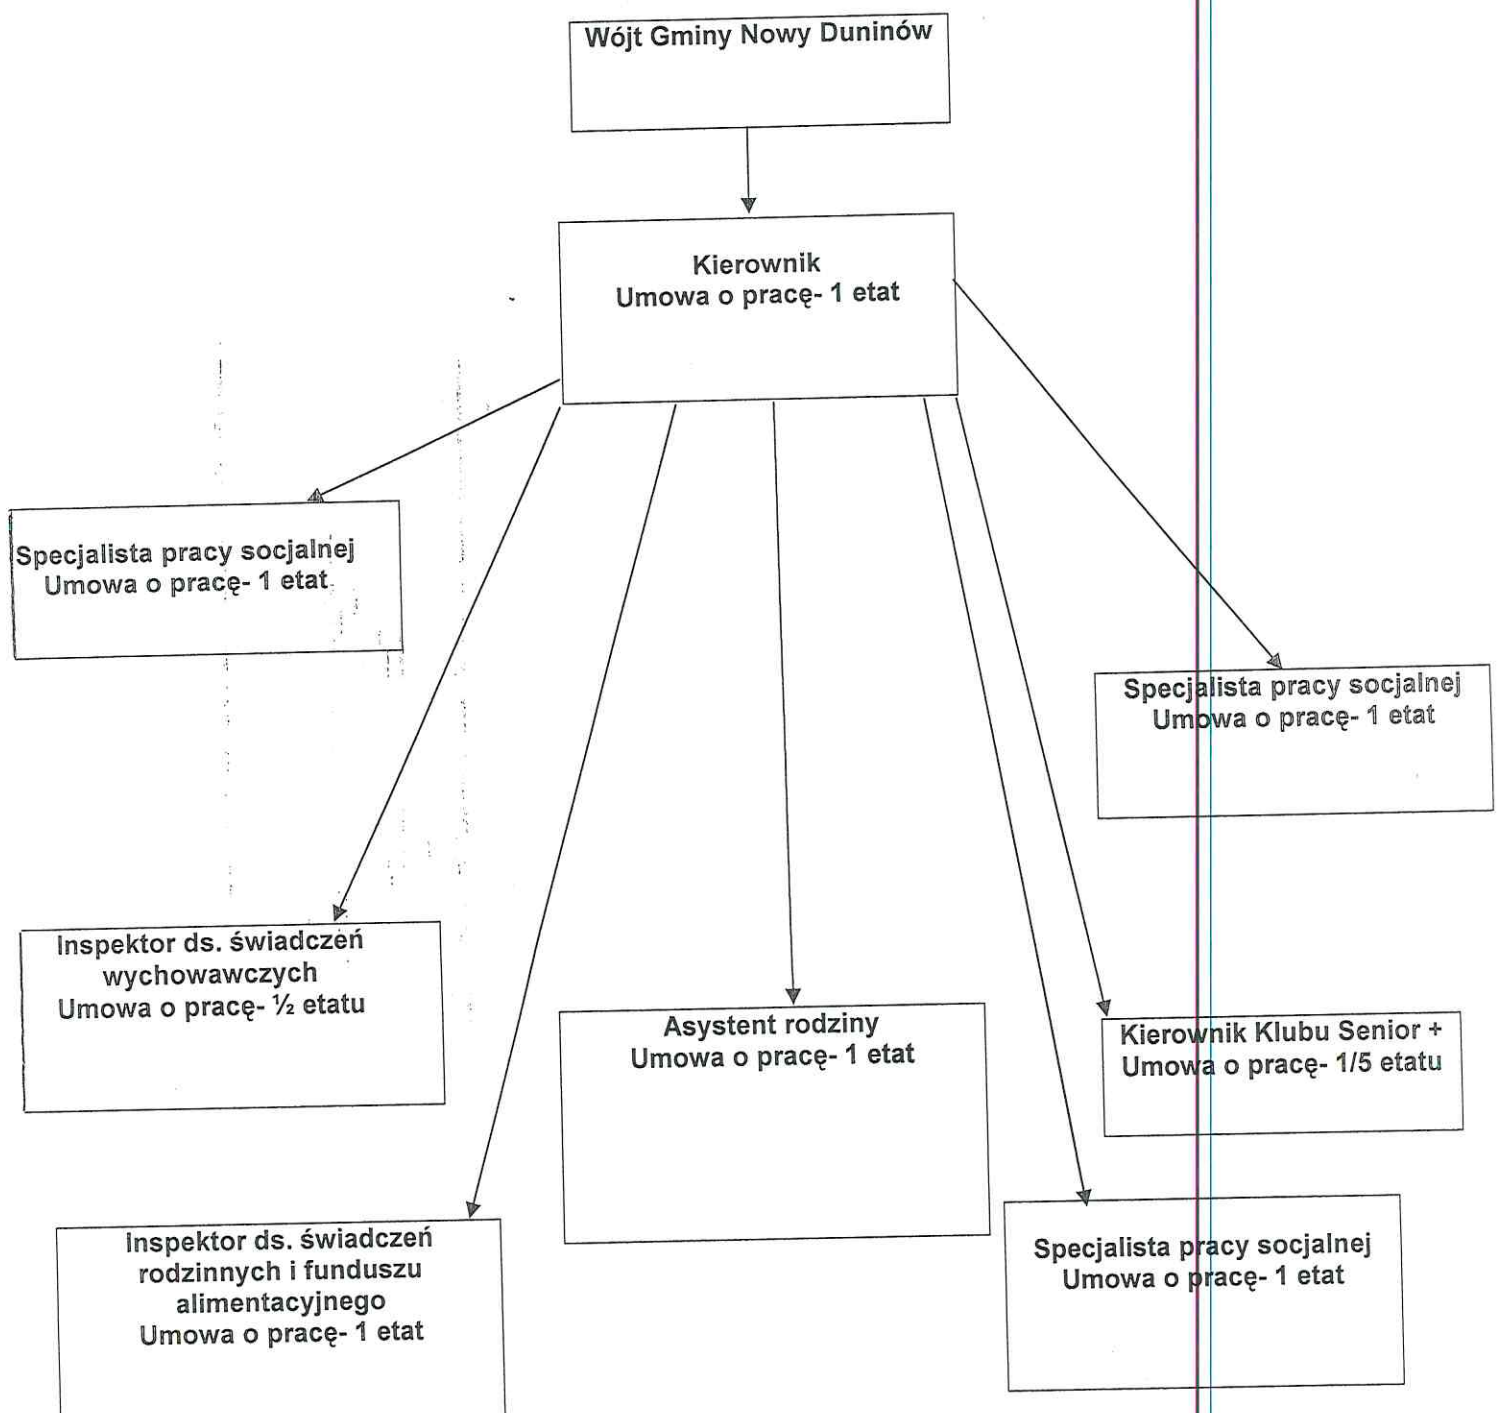 Wójt Gminy Nowy Duninów
Kierownik
Umowa o pracę- 1 etat
Specjalista pracy socjalnej
Umowa o pracę- 1 etat
Specjalista pracy socjalnej
Umowa o pracę- 1 etat
Inspektor ds. świadczeń
wychowawczych
Umowa o pracę- ½ etatu
Asystent rodziny
Umowa o pracę- 1 etat
Kierownik Klubu Senior +
Umowa o pracę- 1/5 etatu
Inspektor ds. świadczeń
rodzinnych i funduszu
alimentacyjnego
Umowa o pracę- 1 etat
Specjalista pracy socjalnej
Umowa o pracę- 1 etat